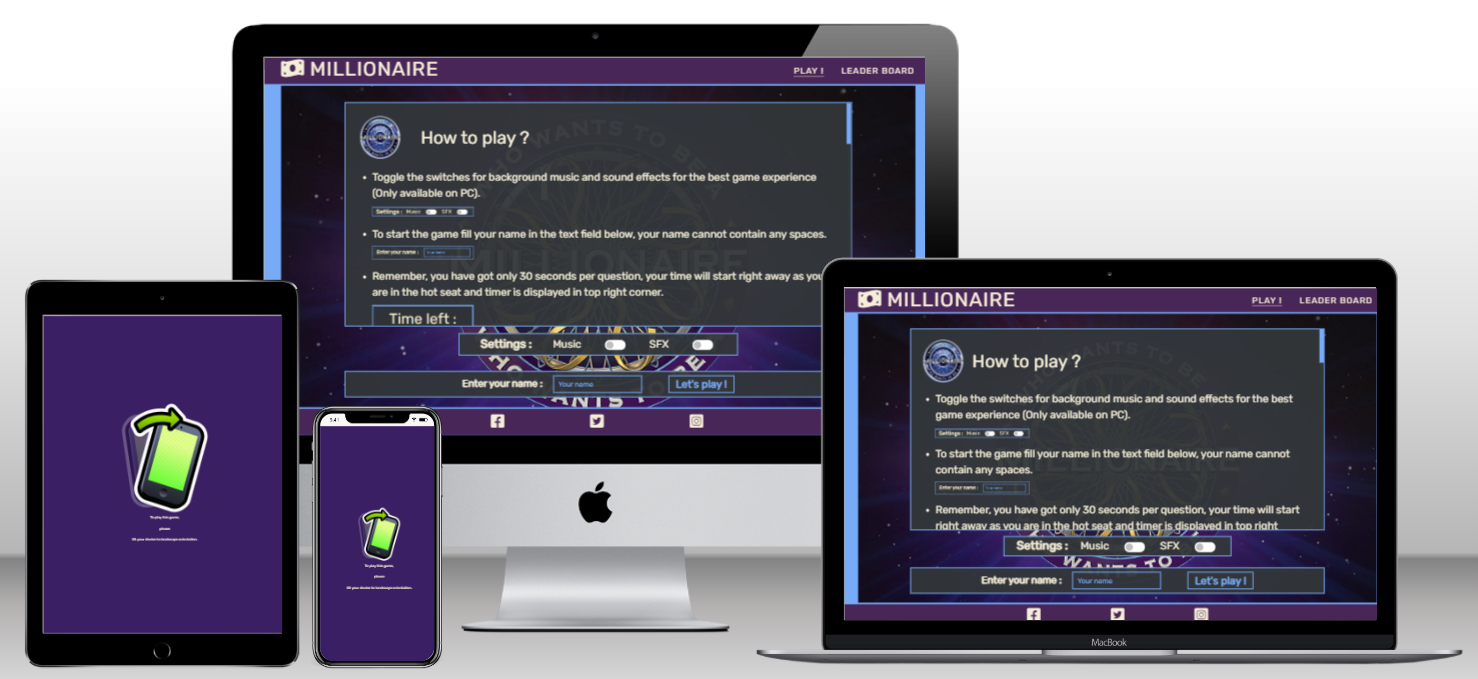 MILLIONAIRE
PLAY !
LEADER BOARD
WHO WANTS TO BE A
MILLIONAIRE
How to play ?
• Toggle the switches for background music and sound effects for the best game experience
(Only available on PC).
Settings : Music SFX
• To start the game fill your name in the text field below, your name cannot contain any spaces.
Enter your name : Your name
• Remember, you have got only 30 seconds per question, your time will start right away as you
are in the hot seat and timer is displayed in top right corner.
Time left :
Settings : Music SFX
Enter your name : Your name Let's play !
To play this game,
please
tilt your device to landscape orientation.
To play this game,
please
tilt your device to landscape orientation.
MILLIONAIRE
PLAY !
LEADER BOARD
How to play ?
• Toggle the switches for background music and sound effects for the best
game experience (Only available on PC).
Settings : Music SFX
• To start the game fill your name in the text field below, your name cannot
contain any spaces.
Enter your name : Your name
• Remember, you have got only 30 seconds per question, your time will start
right away as you are in the hot seat and timer is displayed in top right
Settings : Music SFX
WANTS TO
Enter your name : Your name Let's play !
MacBook